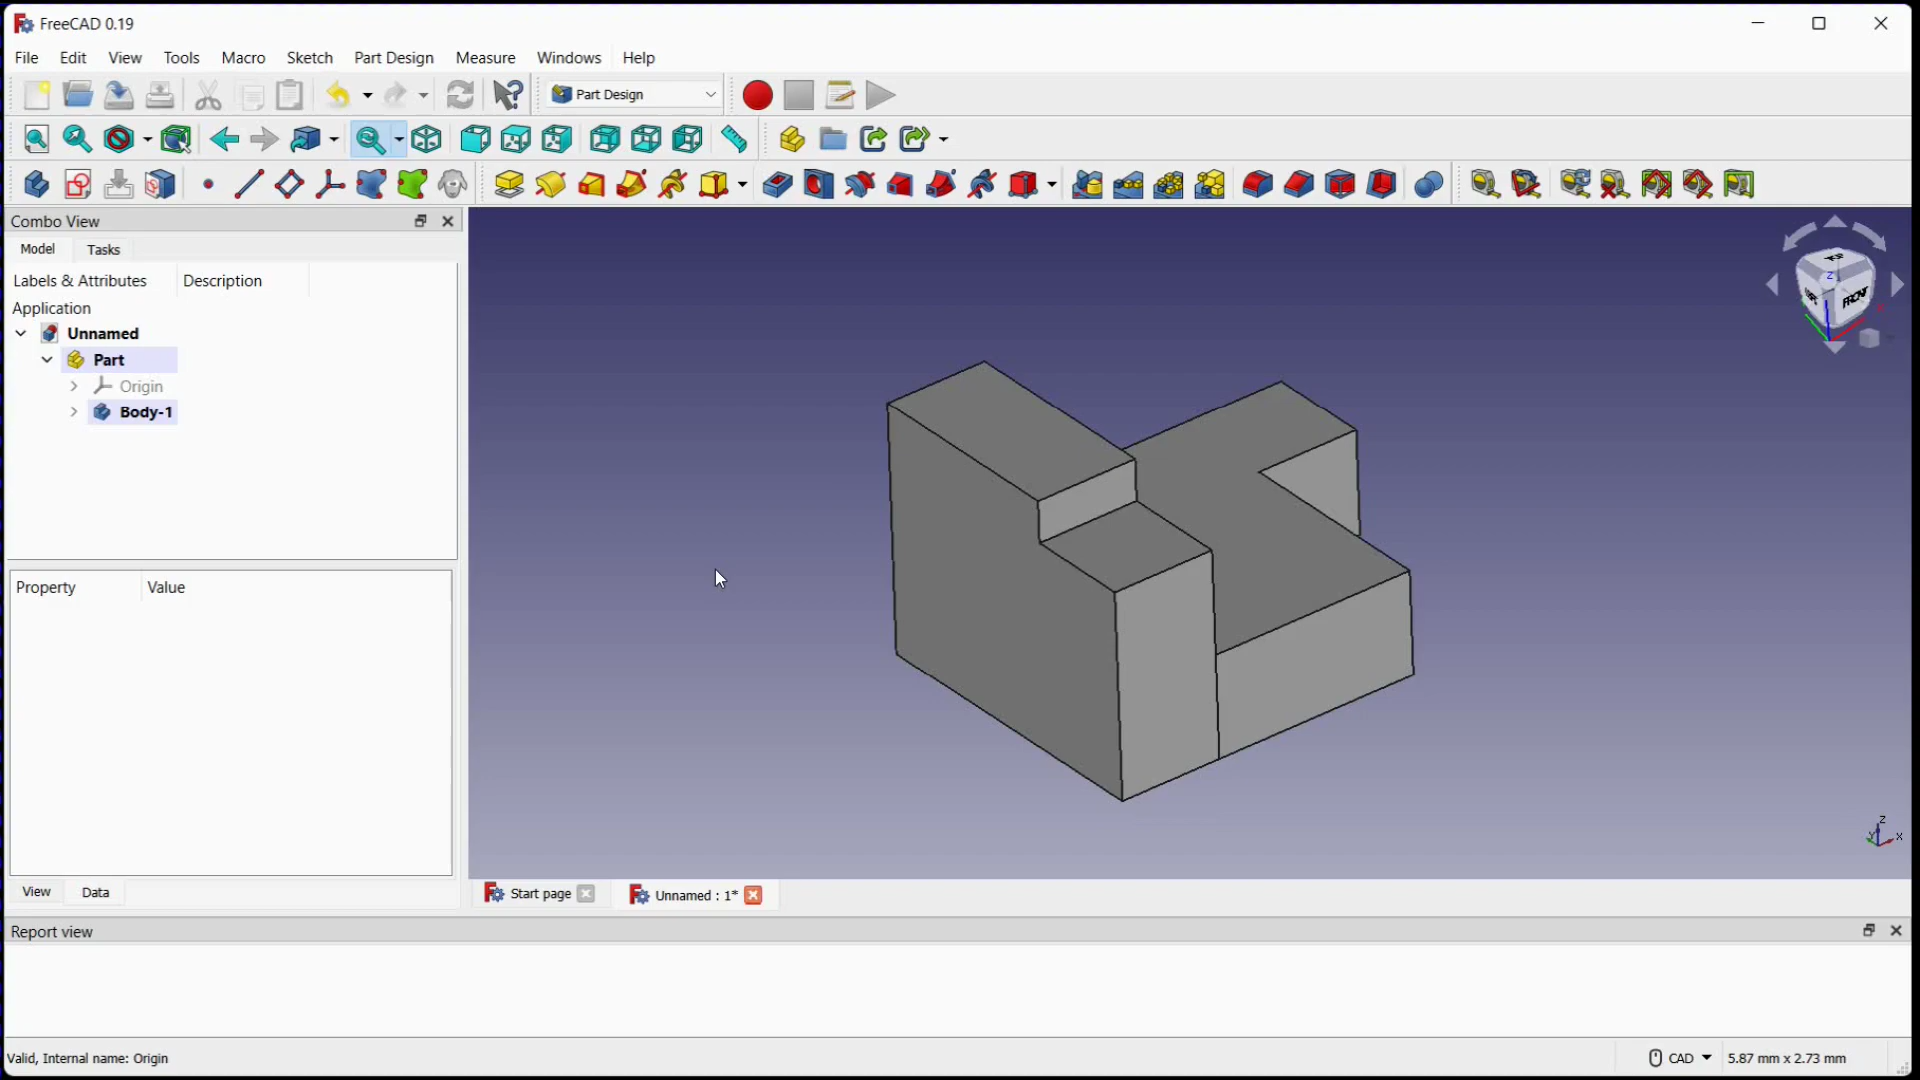 FreeCAD 0.19
File Edit View Tools Macro Sketch Part Design Measure Windows Help
Part Design
Combo View
Model Tasks
Labels & Attributes Description
Application
Unnamed
Part
Origin
Body-1
Property Value
View Data
TOP
FRONT
Z
Z
X
Start page Unnamed : 1*
Report view
Valid, Internal name: Origin
CAD 5.87 mm x 2.73 mm